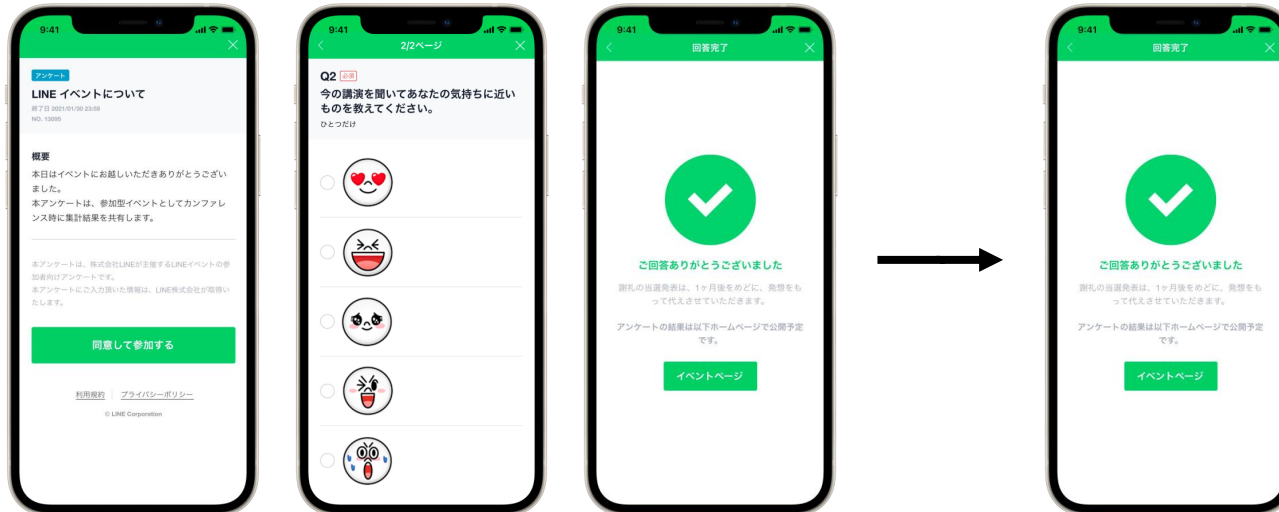 9:41
アンケート
LINE イベントについて
終了日 2021/01/30 23:59
NO. 13095
概要
本日はイベントにお越しいただきありがとうござい
ました。
本アンケートは、参加型イベントとしてカンファレ
ンス時に集計結果を共有します。
本アンケートは、株式会社LINEが主催するLINEイベントの参
加者向けアンケートです。
本アンケートにご入力頂いた情報は、LINE株式会社が取得い
たします。
同意して参加する
利用規約
プライバシーポリシー
© LINE Corporation
9:41
2/2ページ
Q2 必須
今の講演を聞いてあなたの気持ちに近い
ものを教えてください。
ひとつだけ
9:41
回答完了
ご回答ありがとうございました
謝礼の当選発表は、1ヶ月後をめどに、発想をも
って代えさせていただきます。
アンケートの結果は以下ホームページで公開予定
です。
イベントページ
9:41
回答完了
ご回答ありがとうございました
謝礼の当選発表は、1ヶ月後をめどに、発想をも
って代えさせていただきます。
アンケートの結果は以下ホームページで公開予定
です。
イベントページ